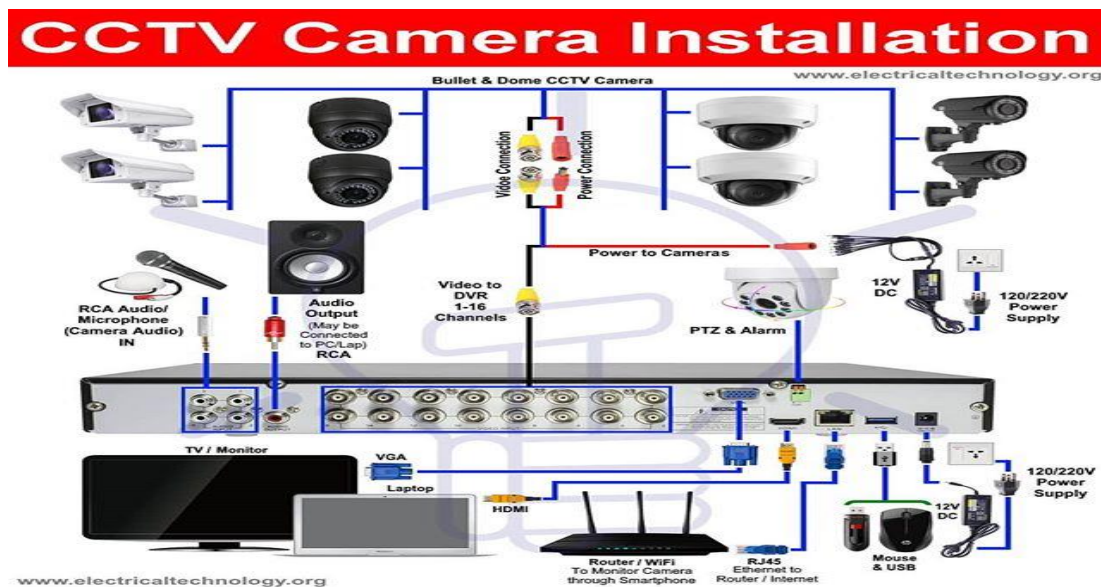 CCTV Camera Installation
Bullet & Dome CCTV Camera
www.electricaltechnology.org
Vidoe Connection
Power Connection
Power to Cameras
RCA Audio/
Microphone
(Camera Audio)
IN
Audio
Output
(May be
Connected
to PC/Lap)
RCA
Video to
DVR
1-16
Channels
PTZ & Alarm
12V
DC
120/220V
Power
Supply
TV / Monitor
VGA
Laptop
HDMI
Router / WiFi
To Monitor Camera
through Smartphone
RJ45
Ethernet to
Router / Internet
12V
DC
Mouse
& USB
120/220V
Power
Supply
www.electricaltechnology.org